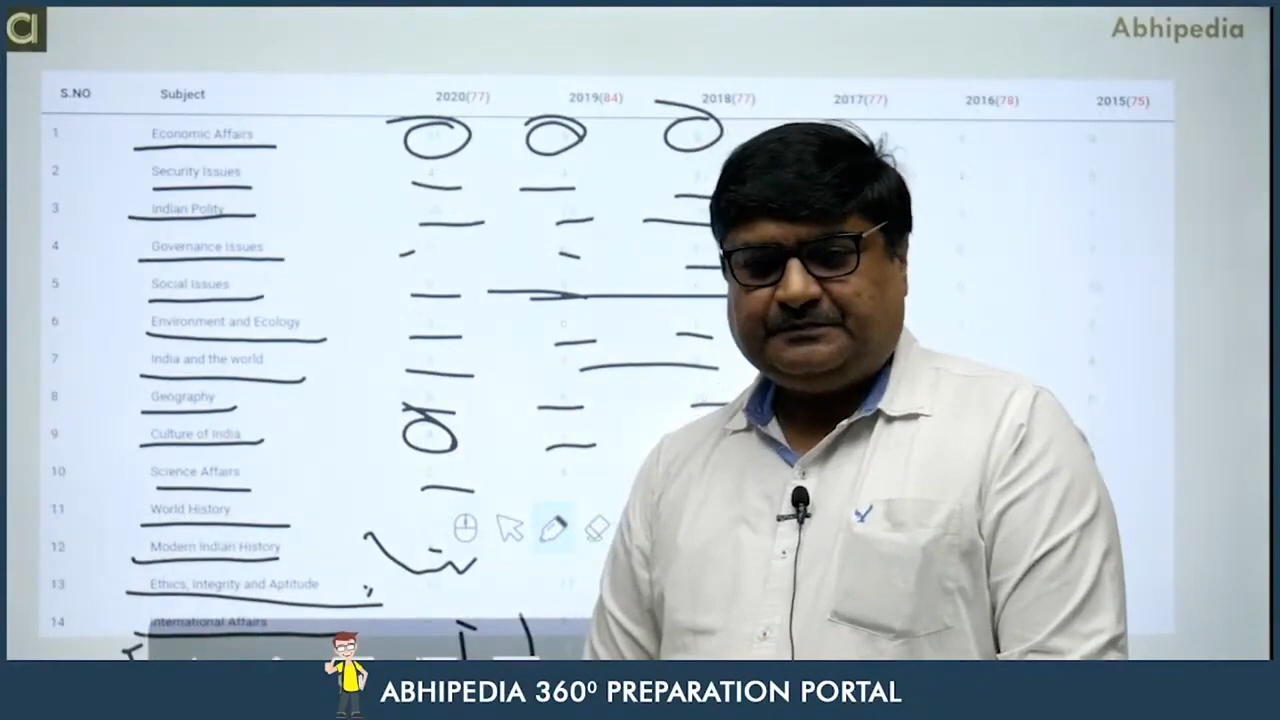 Abhipedia
S.NO Subject 2020(77) 2019(84) 2018(77) 2017(77) 2016(78) 2015(75)
1 Economic Affairs
2 Security Issues
3 Indian Polity
4 Governance Issues
5 Social Issues
6 Environment and Ecology
7 India and the world
8 Geography
9 Culture of India
10 Science Affairs
11 World History
12 Modern Indian History
13 Ethics, Integrity and Aptitude
14 International Affairs
ABHIPEDIA 360⁰ PREPARATION PORTAL